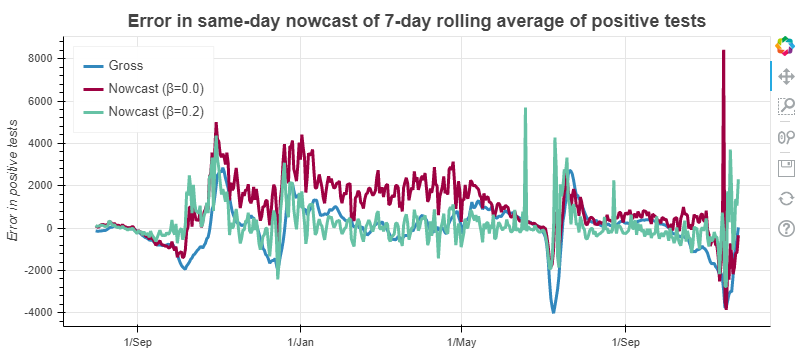 Error in same-day nowcast of 7-day rolling average of positive tests
Error in positive tests
8000
6000
4000
2000
0
-2000
-4000
Gross
Nowcast (β=0.0)
Nowcast (β=0.2)
1/Sep
1/Jan
1/May
1/Sep